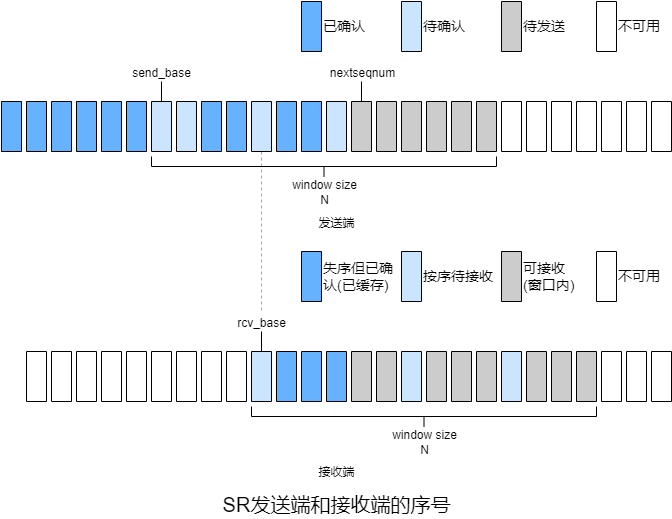 已确认 待确认 待发送 不可用
send_base nextseqnum
window size
N
发送端
失序但已确 按序待接收 可接收 不可用
认(已缓存) (窗口内)
rcv_base
window size
N
接收端
SR发送端和接收端的序号